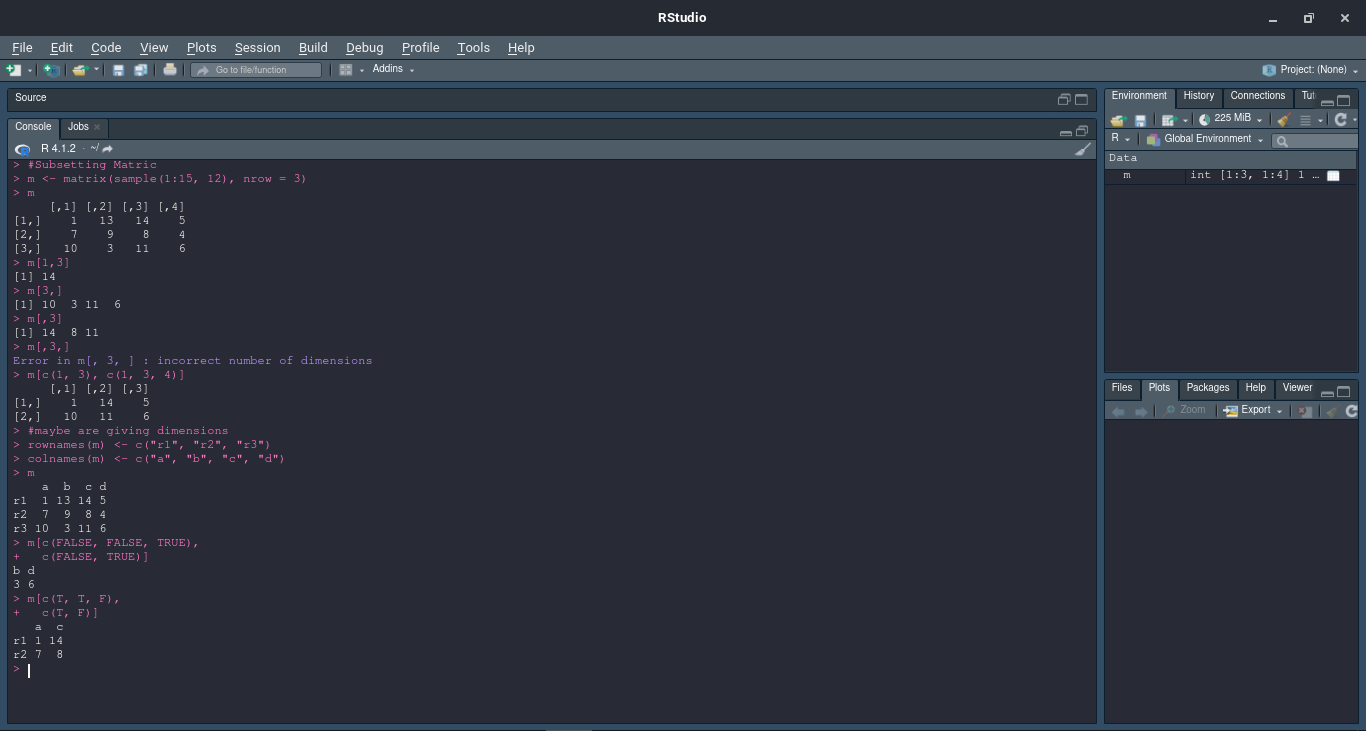 RStudio
File Edit Code View Plots Session Build Debug Profile Tools Help
Go to file/function Addins Project: (None)
Source
Console Jobs
R 4.1.2 · ~/
> #Subsetting Matric
> m <- matrix(sample(1:15, 12), nrow = 3)
> m
     [,1] [,2] [,3] [,4]
[1,]    1   13   14    5
[2,]    7    9    8    4
[3,]   10    3   11    6
> m[1,3]
[1] 14
> m[3,]
[1] 10  3 11  6
> m[,3]
[1] 14  8 11
> m[,3,]
Error in m[, 3, ] : incorrect number of dimensions
> m[c(1, 3), c(1, 3, 4)]
     [,1] [,2] [,3]
[1,]    1   14    5
[2,]   10   11    6
> #maybe are giving dimensions
> rownames(m) <- c("r1", "r2", "r3")
> colnames(m) <- c("a", "b", "c", "d")
> m
    a  b  c d
r1  1 13 14 5
r2  7  9  8 4
r3 10  3 11 6
> m[c(FALSE, FALSE, TRUE),
+   c(FALSE, TRUE)]
b d
3 6
> m[c(T, T, F),
+   c(T, F)]
   a  c
r1 1 14
r2 7  8
>
Environment History Connections Tut
225 MiB
R Global Environment
Data
m int [1:3, 1:4] 1 …
Files Plots Packages Help Viewer
Zoom Export